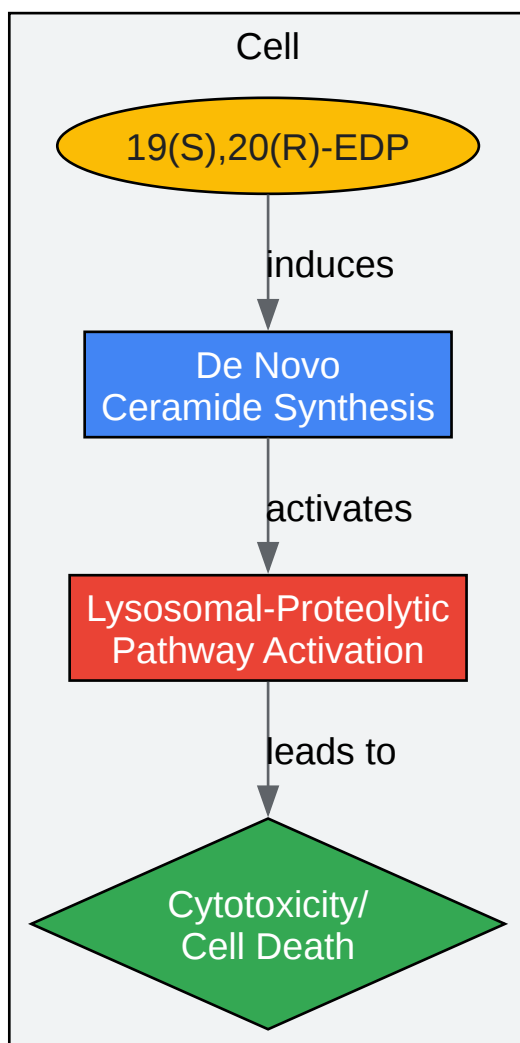 Cell
19(S),20(R)-EDP
induces
De Novo
Ceramide Synthesis
activates
Lysosomal-Proteolytic
Pathway Activation
leads to
Cytotoxicity/
Cell Death